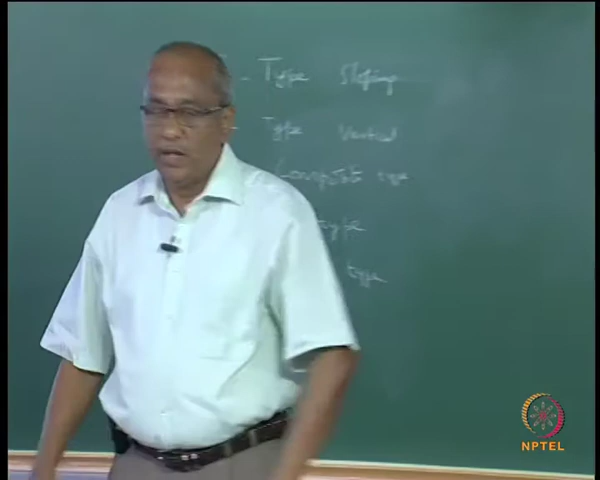 - Type Sloping
- Type Vertical
Composite type
type
type
NPTEL